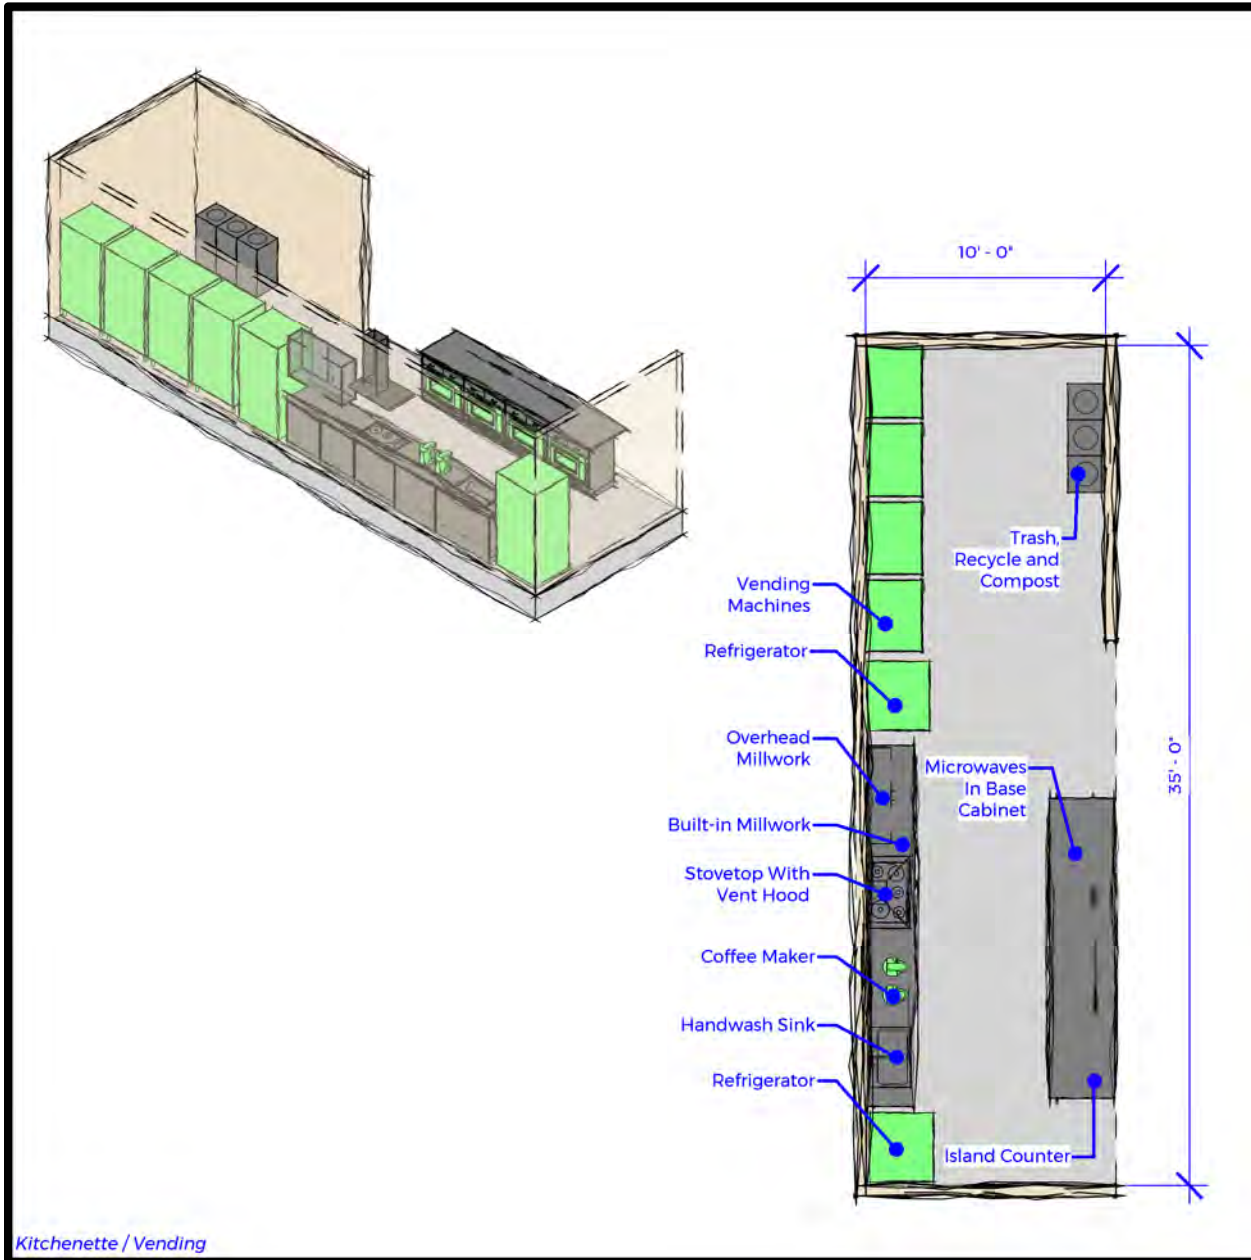 10' - 0"
Trash,
Recycle and
Compost
Vending
Machines
Refrigerator
Overhead
Millwork
Microwaves
In Base
Cabinet
35' - 0"
Built-in Millwork
Stovetop With
Vent Hood
Coffee Maker
Handwash Sink
Refrigerator
Island Counter
Kitchenette / Vending